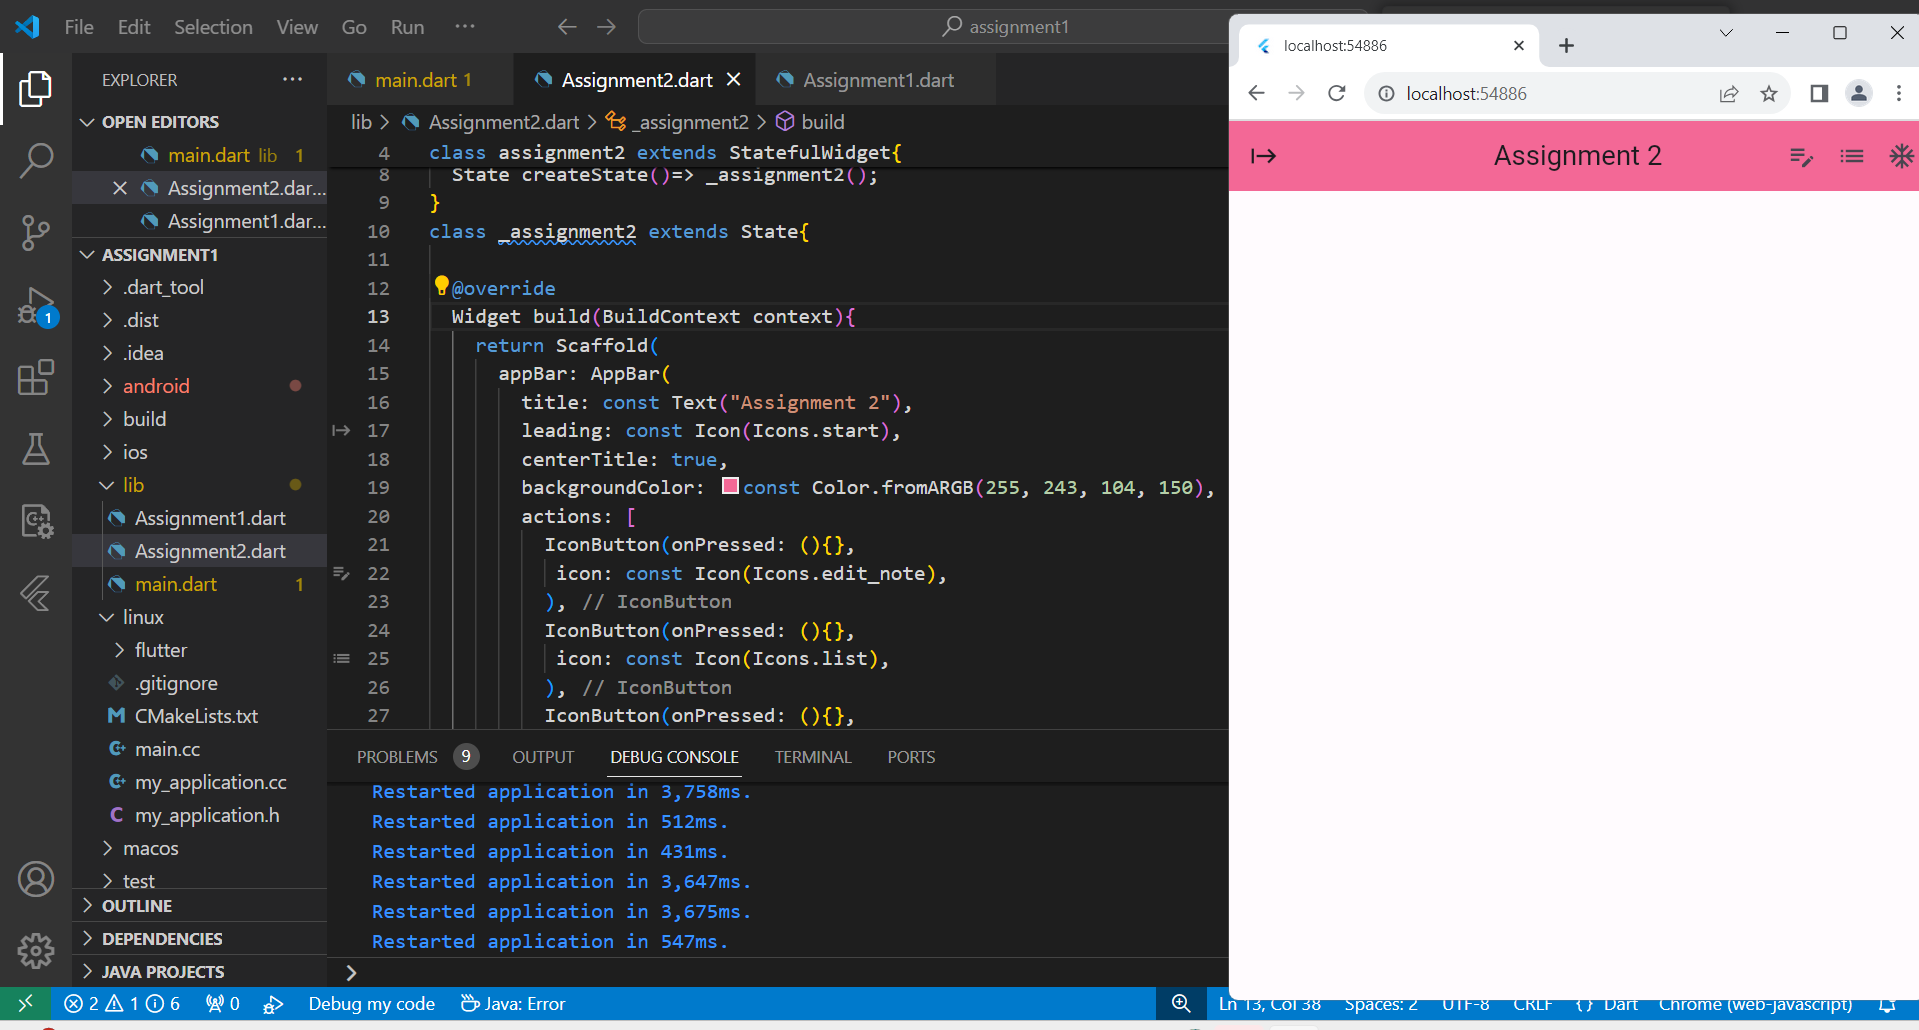 File Edit Selection View Go Run ···
assignment1
EXPLORER
OPEN EDITORS
main.dart lib 1
Assignment2.dar...
Assignment1.dar...
ASSIGNMENT1
.dart_tool
.dist
.idea
android
build
ios
lib
Assignment1.dart
Assignment2.dart
main.dart 1
linux
flutter
.gitignore
CMakeLists.txt
main.cc
my_application.cc
my_application.h
macos
test
OUTLINE
DEPENDENCIES
JAVA PROJECTS
main.dart 1
Assignment2.dart
Assignment1.dart
lib > Assignment2.dart > _assignment2 > build
4 class assignment2 extends StatefulWidget{
8 State createState()=> _assignment2();
9 }
10 class _assignment2 extends State{
11
12 @override
13 Widget build(BuildContext context){
14 return Scaffold(
15 appBar: AppBar(
16 title: const Text("Assignment 2"),
17 leading: const Icon(Icons.start),
18 centerTitle: true,
19 backgroundColor: const Color.fromARGB(255, 243, 104, 150),
20 actions: [
21 IconButton(onPressed: (){},
22 icon: const Icon(Icons.edit_note),
23 ), // IconButton
24 IconButton(onPressed: (){},
25 icon: const Icon(Icons.list),
26 ), // IconButton
27 IconButton(onPressed: (){},
PROBLEMS 9 OUTPUT DEBUG CONSOLE TERMINAL PORTS
Restarted application in 3,758ms.
Restarted application in 512ms.
Restarted application in 431ms.
Restarted application in 3,647ms.
Restarted application in 3,675ms.
Restarted application in 547ms.
>
localhost:54886
localhost:54886
Assignment 2
1
2 1 6 0 Debug my code Java: Error Ln 13, Col 38 Spaces: 2 UTF-8 CRLF {} Dart Chrome (web-javascript)